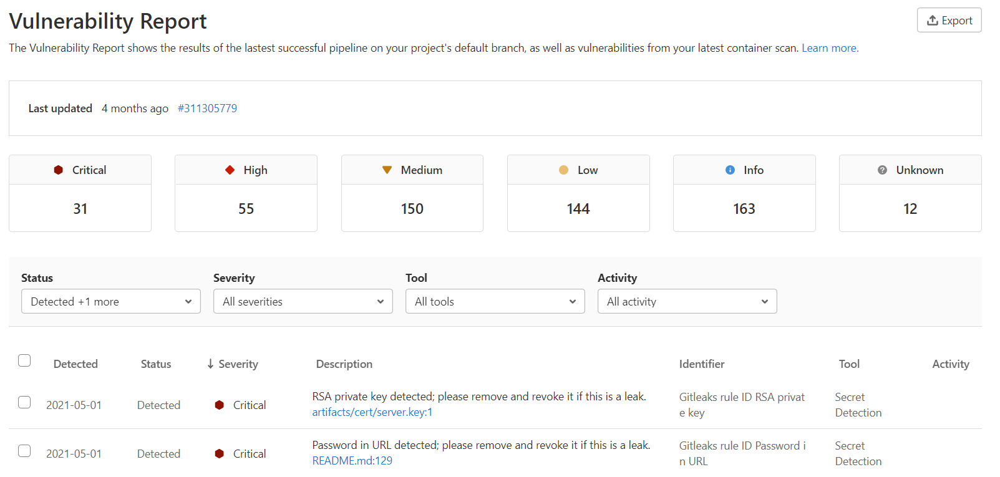 Vulnerability Report
Export
The Vulnerability Report shows the results of the lastest successful pipeline on your project's default branch, as well as vulnerabilities from your latest container scan. Learn more.
Last updated 4 months ago #311305779
Critical High Medium Low Info Unknown
31 55 150 144 163 12
Status Severity Tool Activity
Detected +1 more All severities All tools All activity
Detected Status Severity Description Identifier Tool Activity
2021-05-01 Detected Critical
RSA private key detected; please remove and revoke it if this is a leak.
artifacts/cert/server.key:1
Gitleaks rule ID RSA privat
e key
Secret
Detection
2021-05-01 Detected Critical
Password in URL detected; please remove and revoke it if this is a leak.
README.md:129
Gitleaks rule ID Password i
n URL
Secret
Detection